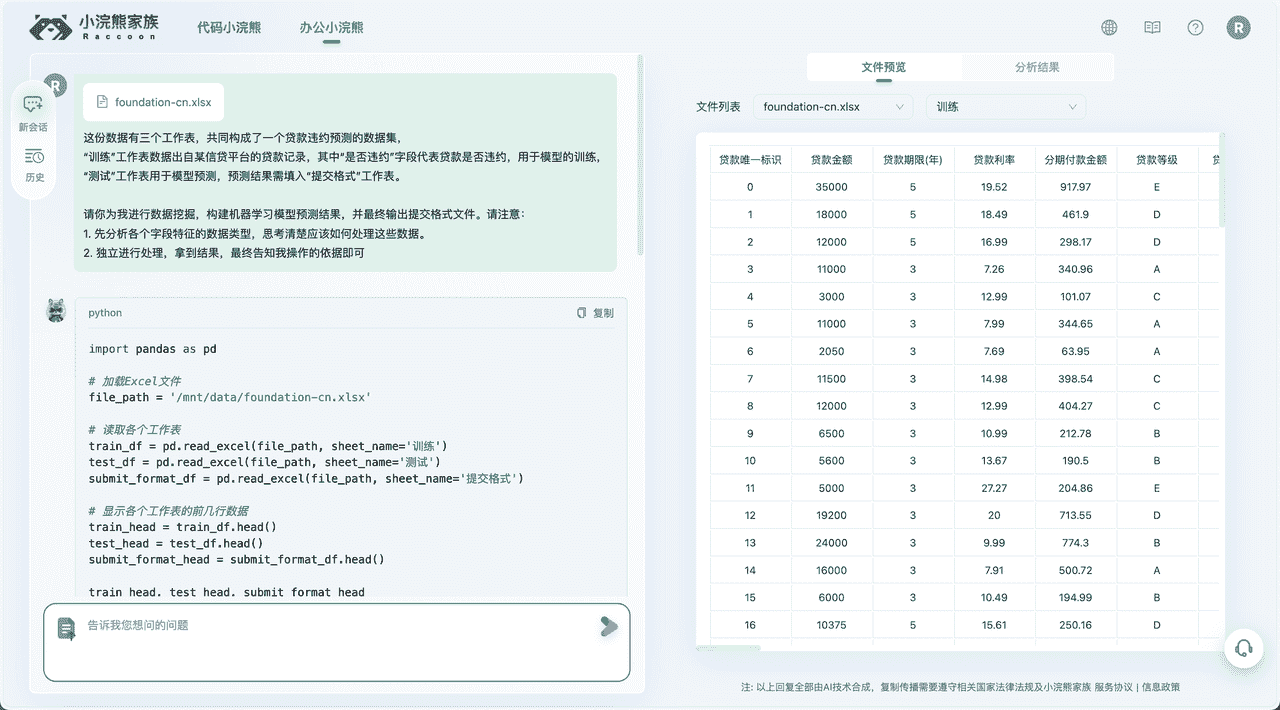 小浣熊家族
Raccoon
代码小浣熊
办公小浣熊
R
新会话
历史
R
foundation-cn.xlsx
这份数据有三个工作表，共同构成了一个贷款违约预测的数据集，
“训练”工作表数据出自某信贷平台的贷款记录，其中“是否违约”字段代表贷款是否违约，用于模型的训练，
“测试”工作表用于模型预测，预测结果需填入“提交格式”工作表。
请你为我进行数据挖掘，构建机器学习模型预测结果，并最终输出提交格式文件。请注意：
1. 先分析各个字段特征的数据类型，思考清楚应该如何处理这些数据。
2. 独立进行处理，拿到结果，最终告知我操作的依据即可
python
复制
import pandas as pd
# 加载Excel文件
file_path = '/mnt/data/foundation-cn.xlsx'
# 读取各个工作表
train_df = pd.read_excel(file_path, sheet_name='训练')
test_df = pd.read_excel(file_path, sheet_name='测试')
submit_format_df = pd.read_excel(file_path, sheet_name='提交格式')
# 显示各个工作表的前几行数据
train_head = train_df.head()
test_head = test_df.head()
submit_format_head = submit_format_df.head()
train_head, test_head, submit_format_head
告诉我您想问的问题
文件预览
分析结果
文件列表
foundation-cn.xlsx
训练
贷款唯一标识 贷款金额 贷款期限(年) 贷款利率 分期付款金额 贷款等级
0 35000 5 19.52 917.97 E
1 18000 5 18.49 461.9 D
2 12000 5 16.99 298.17 D
3 11000 3 7.26 340.96 A
4 3000 3 12.99 101.07 C
5 11000 3 7.99 344.65 A
6 2050 3 7.69 63.95 A
7 11500 3 14.98 398.54 C
8 12000 3 12.99 404.27 C
9 6500 3 10.99 212.78 B
10 5600 3 13.67 190.5 B
11 5000 3 27.27 204.86 E
12 19200 3 20 713.55 D
13 24000 3 9.99 774.3 B
14 16000 3 7.91 500.72 A
15 6000 3 10.49 194.99 B
16 10375 5 15.61 250.16 D
注: 以上回复全部由AI技术合成，复制传播需要遵守相关国家法律法规及小浣熊家族 服务协议 | 信息政策